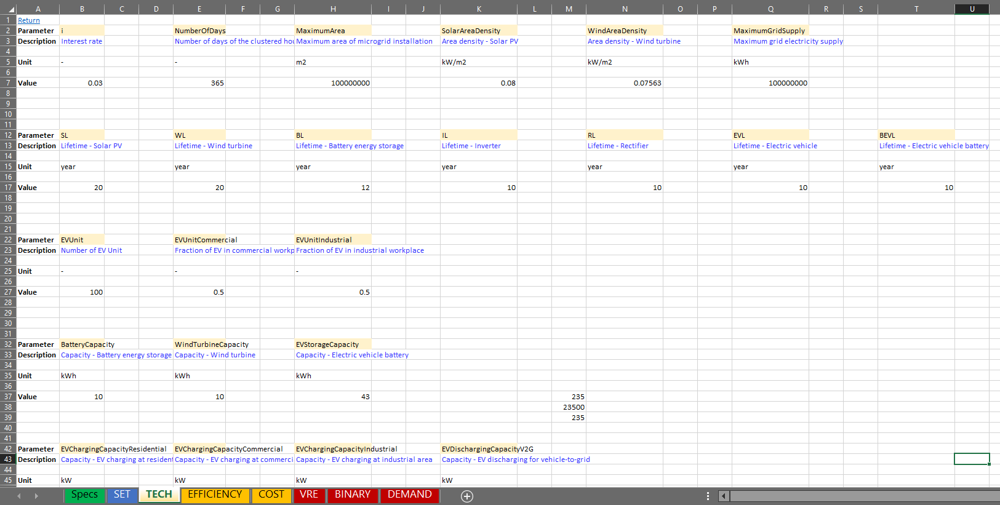 A B C D E F G H I J K L M N O P Q R S T U
1 Return
2 Parameter i NumberOfDays MaximumArea SolarAreaDensity WindAreaDensity MaximumGridSupply
3 Description Interest rate Number of days of the clustered hou Maximum area of microgrid installation Area density - Solar PV Area density - Wind turbine Maximum grid electricity supply
4
5 Unit - - m2 kW/m2 kW/m2 kWh
6
7 Value 0.03 365 100000000 0.08 0.07563 100000000
8
9
10
11
12 Parameter SL WL BL IL RL EVL BEVL
13 Description Lifetime - Solar PV Lifetime - Wind turbine Lifetime - Battery energy storage Lifetime - Inverter Lifetime - Rectifier Lifetime - Electric vehicle Lifetime - Electric vehicle battery
14
15 Unit year year year year year year year
16
17 Value 20 20 12 10 10 10 10
18
19
20
21
22 Parameter EVUnit EVUnitCommercial EVUnitIndustrial
23 Description Number of EV Unit Fraction of EV in commercial workp Fraction of EV in industrial workplace
24
25 Unit - - -
26
27 Value 100 0.5 0.5
28
29
30
31
32 Parameter BatteryCapacity WindTurbineCapacity EVStorageCapacity
33 Description Capacity - Battery energy storage Capacity - Wind turbine Capacity - Electric vehicle battery
34
35 Unit kWh kWh kWh
36
37 Value 10 10 43 235
38 23500
39 235
40
41
42 Parameter EVChargingCapacityResidential EVChargingCapacityCommercial EVChargingCapacityIndustrial EVDischargingCapacityV2G
43 Description Capacity - EV charging at resident Capacity - EV charging at commerci Capacity - EV charging at industrial area Capacity - EV discharging for vehicle-to-grid
44
45 Unit kW kW kW kW
Specs SET TECH EFFICIENCY COST VRE BINARY DEMAND